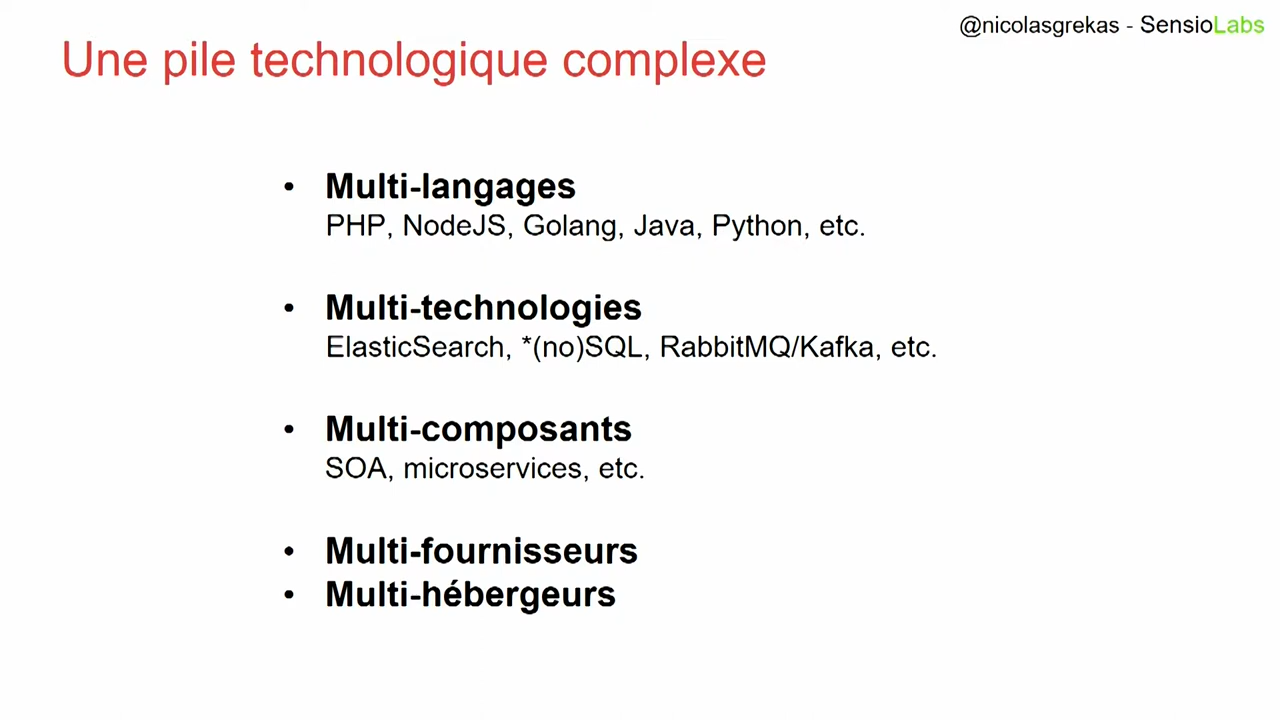 @nicolasgrekas - SensioLabs
Une pile technologique complexe
• Multi-langages
PHP, NodeJS, Golang, Java, Python, etc.
• Multi-technologies
ElasticSearch, *(no)SQL, RabbitMQ/Kafka, etc.
• Multi-composants
SOA, microservices, etc.
• Multi-fournisseurs
• Multi-hébergeurs